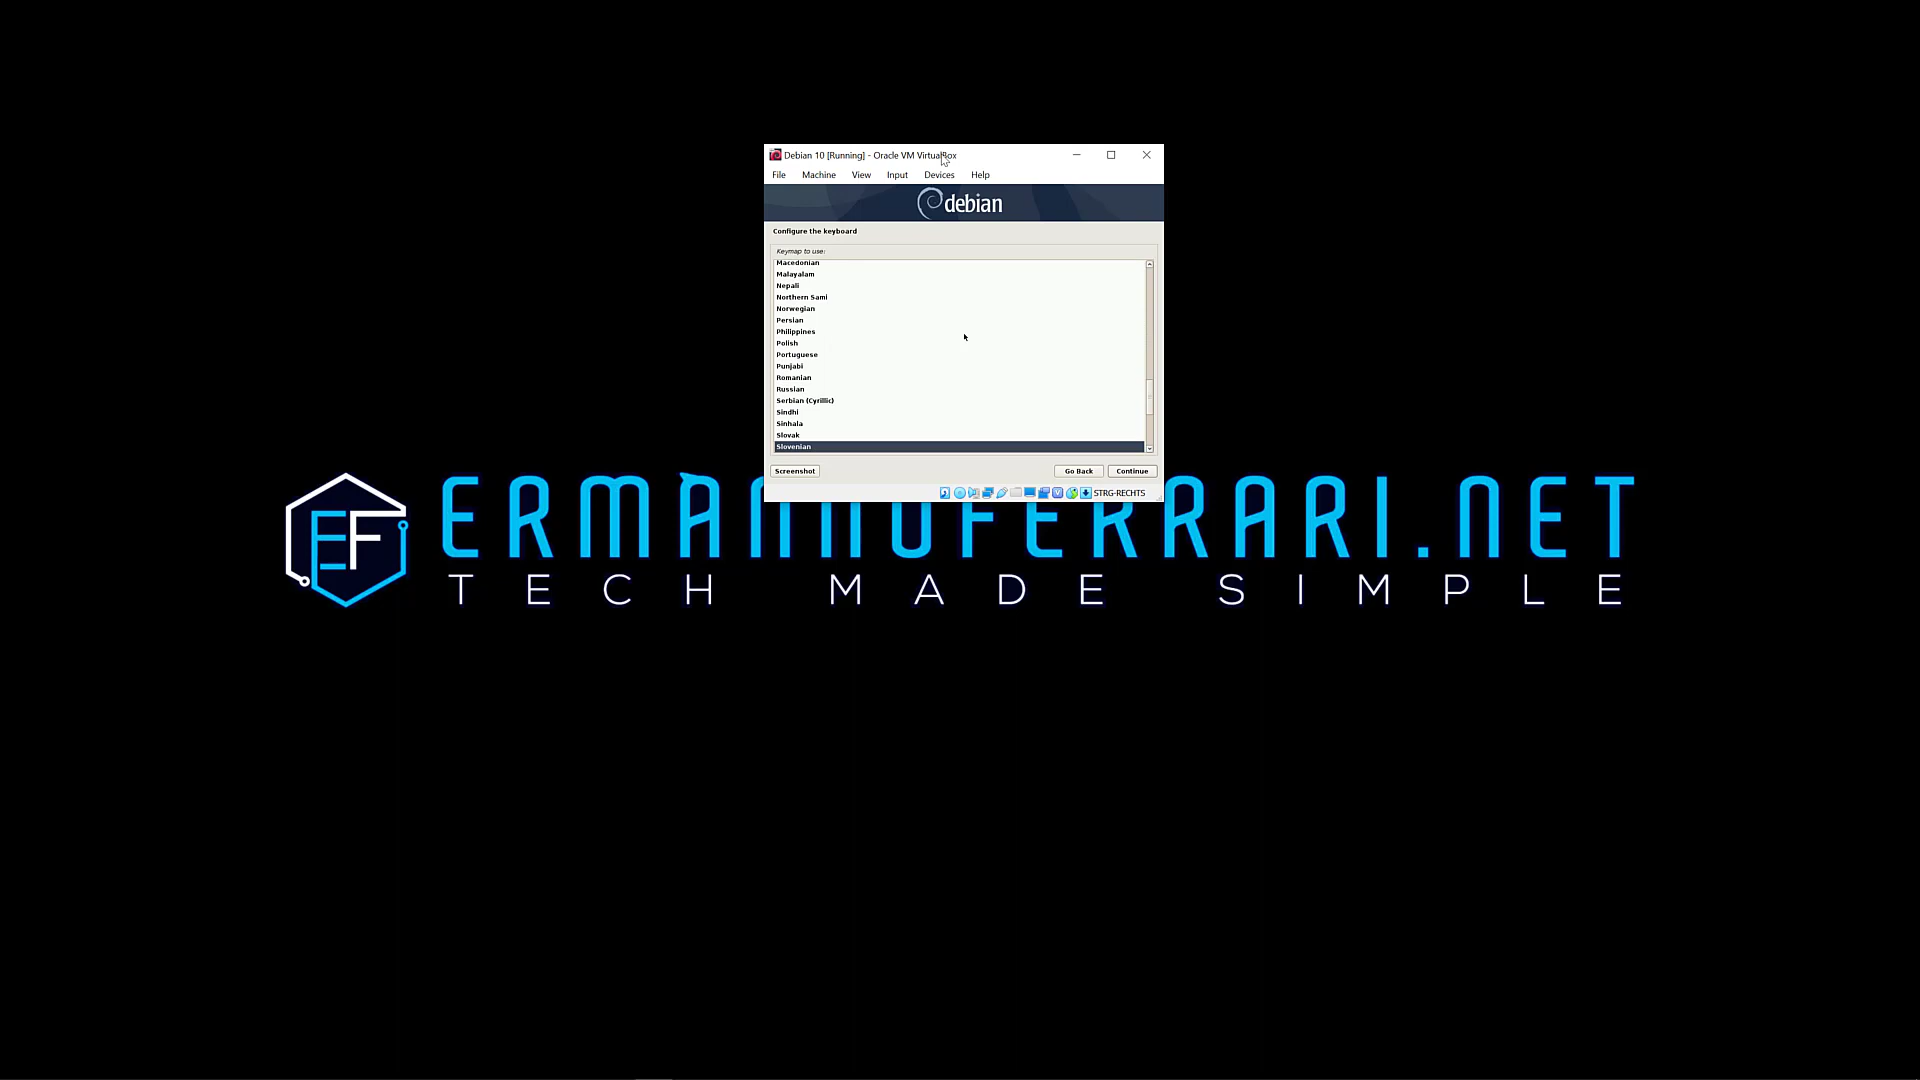 Debian 10 [Running] - Oracle VM VirtualBox
File Machine View Input Devices Help
debian
Configure the keyboard
Keymap to use:
Macedonian
Malayalam
Nepali
Northern Sami
Norwegian
Persian
Philippines
Polish
Portuguese
Punjabi
Romanian
Russian
Serbian (Cyrillic)
Sindhi
Sinhala
Slovak
Slovenian
Screenshot Go Back Continue
STRG-RECHTS
EF ERMANNOFERRARI.NET
TECH MADE SIMPLE